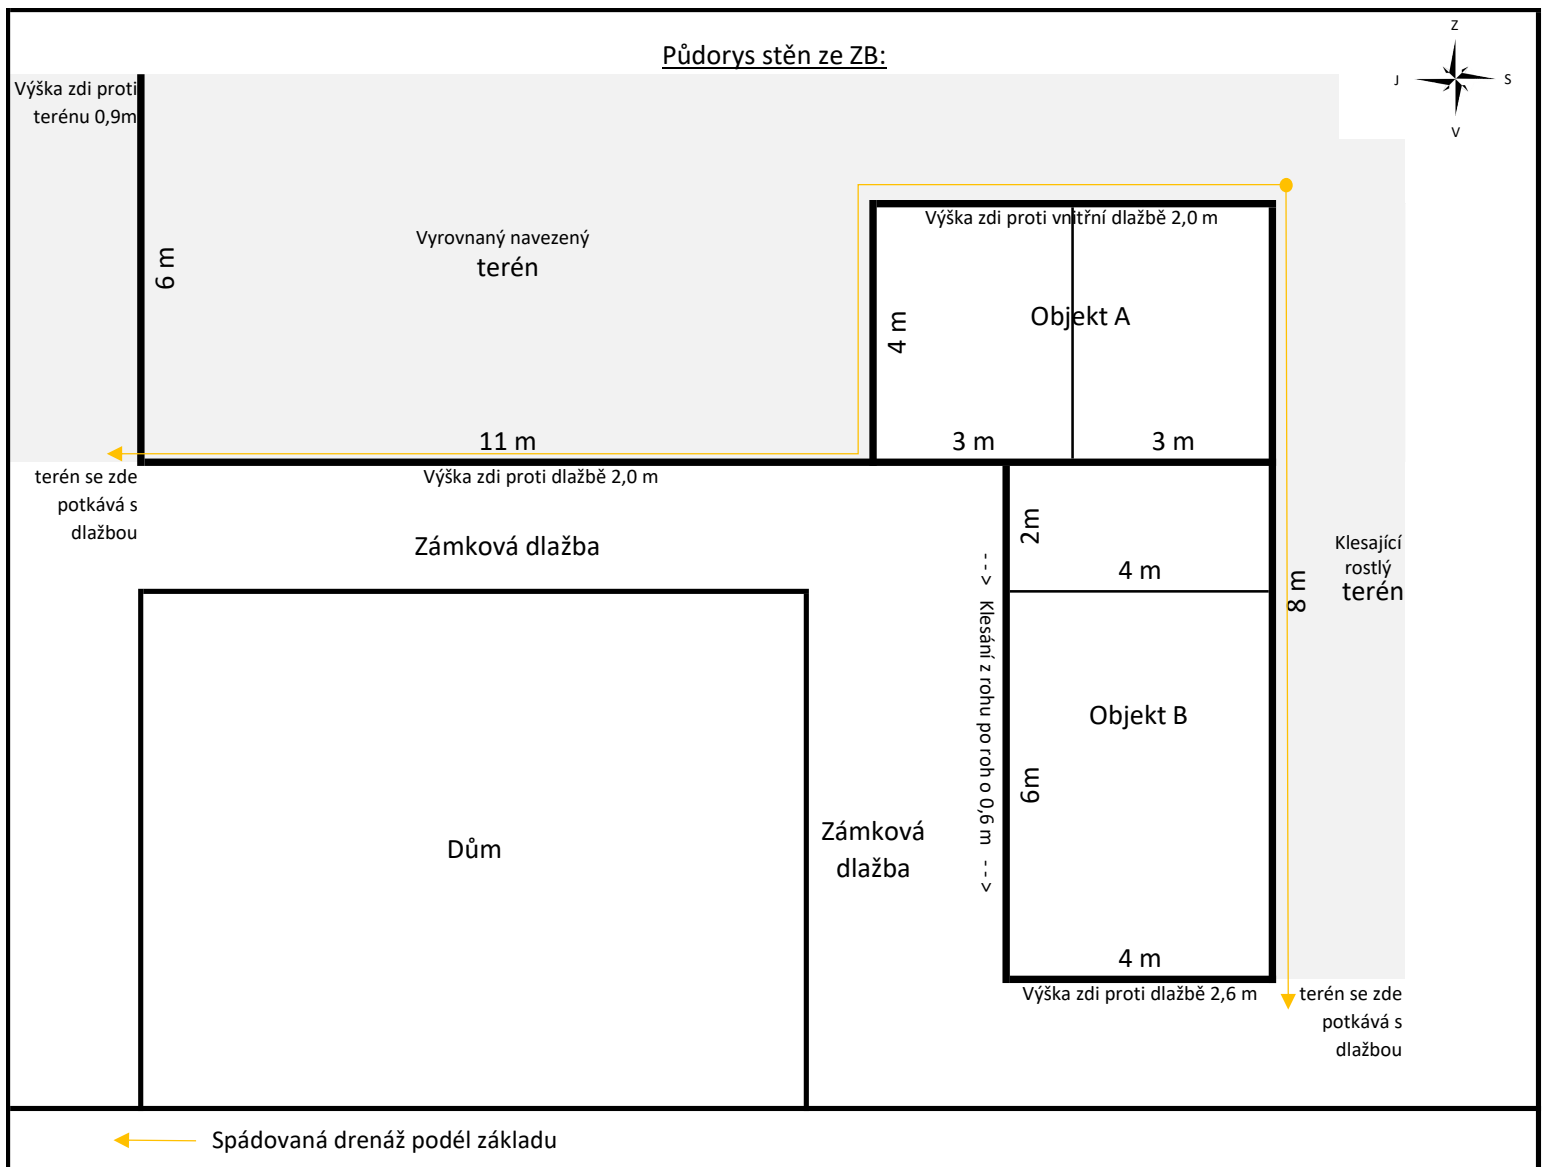 Půdorys stěn ze ZB:
Z
J
S
V
Výška zdi proti
terénu 0,9m
Výška zdi proti vnitřní dlažbě 2,0 m
Vyrovnaný navezený
terén
6 m
4 m
Objekt A
11 m
3 m
3 m
Výška zdi proti dlažbě 2,0 m
terén se zde
potkává s
dlažbou
Zámková dlažba
2m
4 m
8 m
Klesající
rostlý
terén
- - -> Klesání z rohu po roh o 0,6 m - - ->
Objekt B
6m
Dům
Zámková
dlažba
4 m
Výška zdi proti dlažbě 2,6 m
terén se zde
potkává s
dlažbou
Spádovaná drenáž podél základu